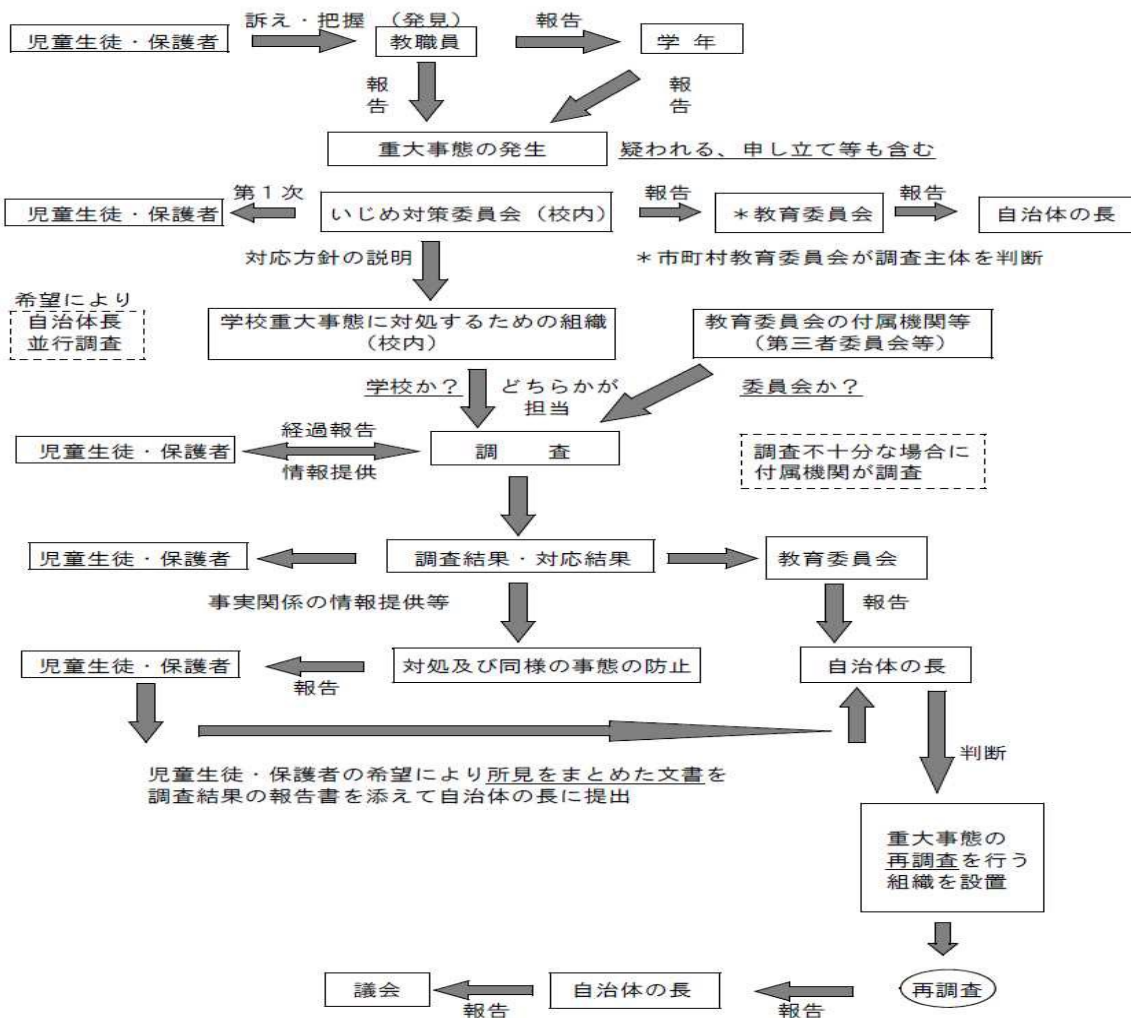 訴え・把握 (発見)
報告
児童生徒・保護者
教職員
学 年
報告
報告
重大事態の発生
疑われる、申し立て等も含む
第１次
報告
報告
児童生徒・保護者
いじめ対策委員会（校内）
＊教育委員会
自治体の長
対応方針の説明
＊市町村教育委員会が調査主体を判断
希望により
自治体長
並行調査
学校重大事態に対処するための組織
（校内）
教育委員会の付属機関等
（第三者委員会等）
学校か？
どちらかが
担当
委員会か？
経過報告
児童生徒・保護者
調　　査
情報提供
調査不十分な場合に
付属機関が調査
児童生徒・保護者
調査結果・対応結果
教育委員会
事実関係の情報提供等
報告
児童生徒・保護者
対処及び同様の事態の防止
自治体の長
報告
判断
児童生徒・保護者の希望により所見をまとめた文書を
調査結果の報告書を添えて自治体の長に提出
重大事態の
再調査を行う
組織を設置
議会
自治体の長
再調査
報告
報告